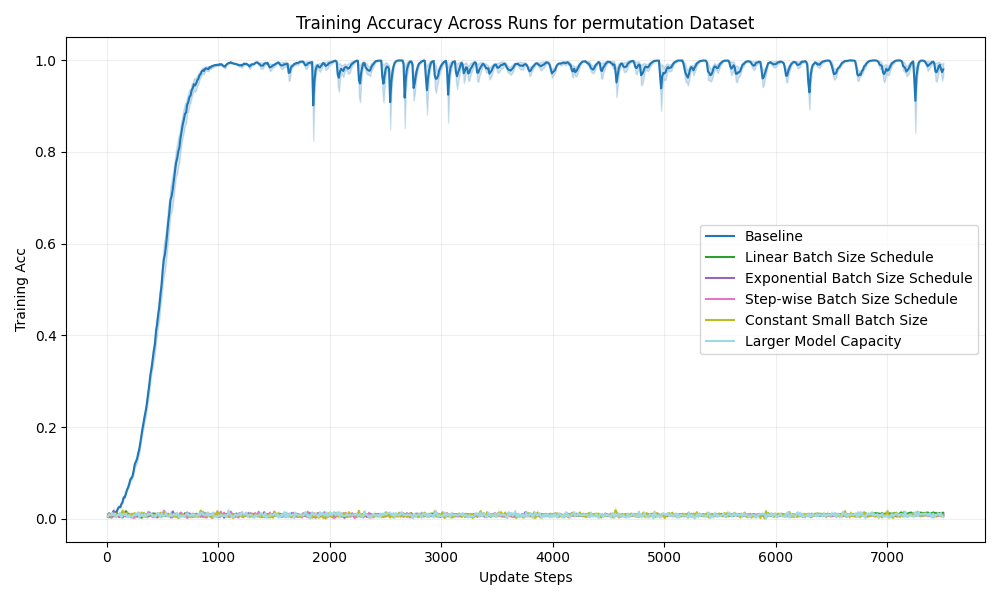 Training Accuracy Across Runs for permutation Dataset
Training Acc
1.0
0.8
0.6
0.4
0.2
0.0
Baseline
Linear Batch Size Schedule
Exponential Batch Size Schedule
Step-wise Batch Size Schedule
Constant Small Batch Size
Larger Model Capacity
0 1000 2000 3000 4000 5000 6000 7000
Update Steps